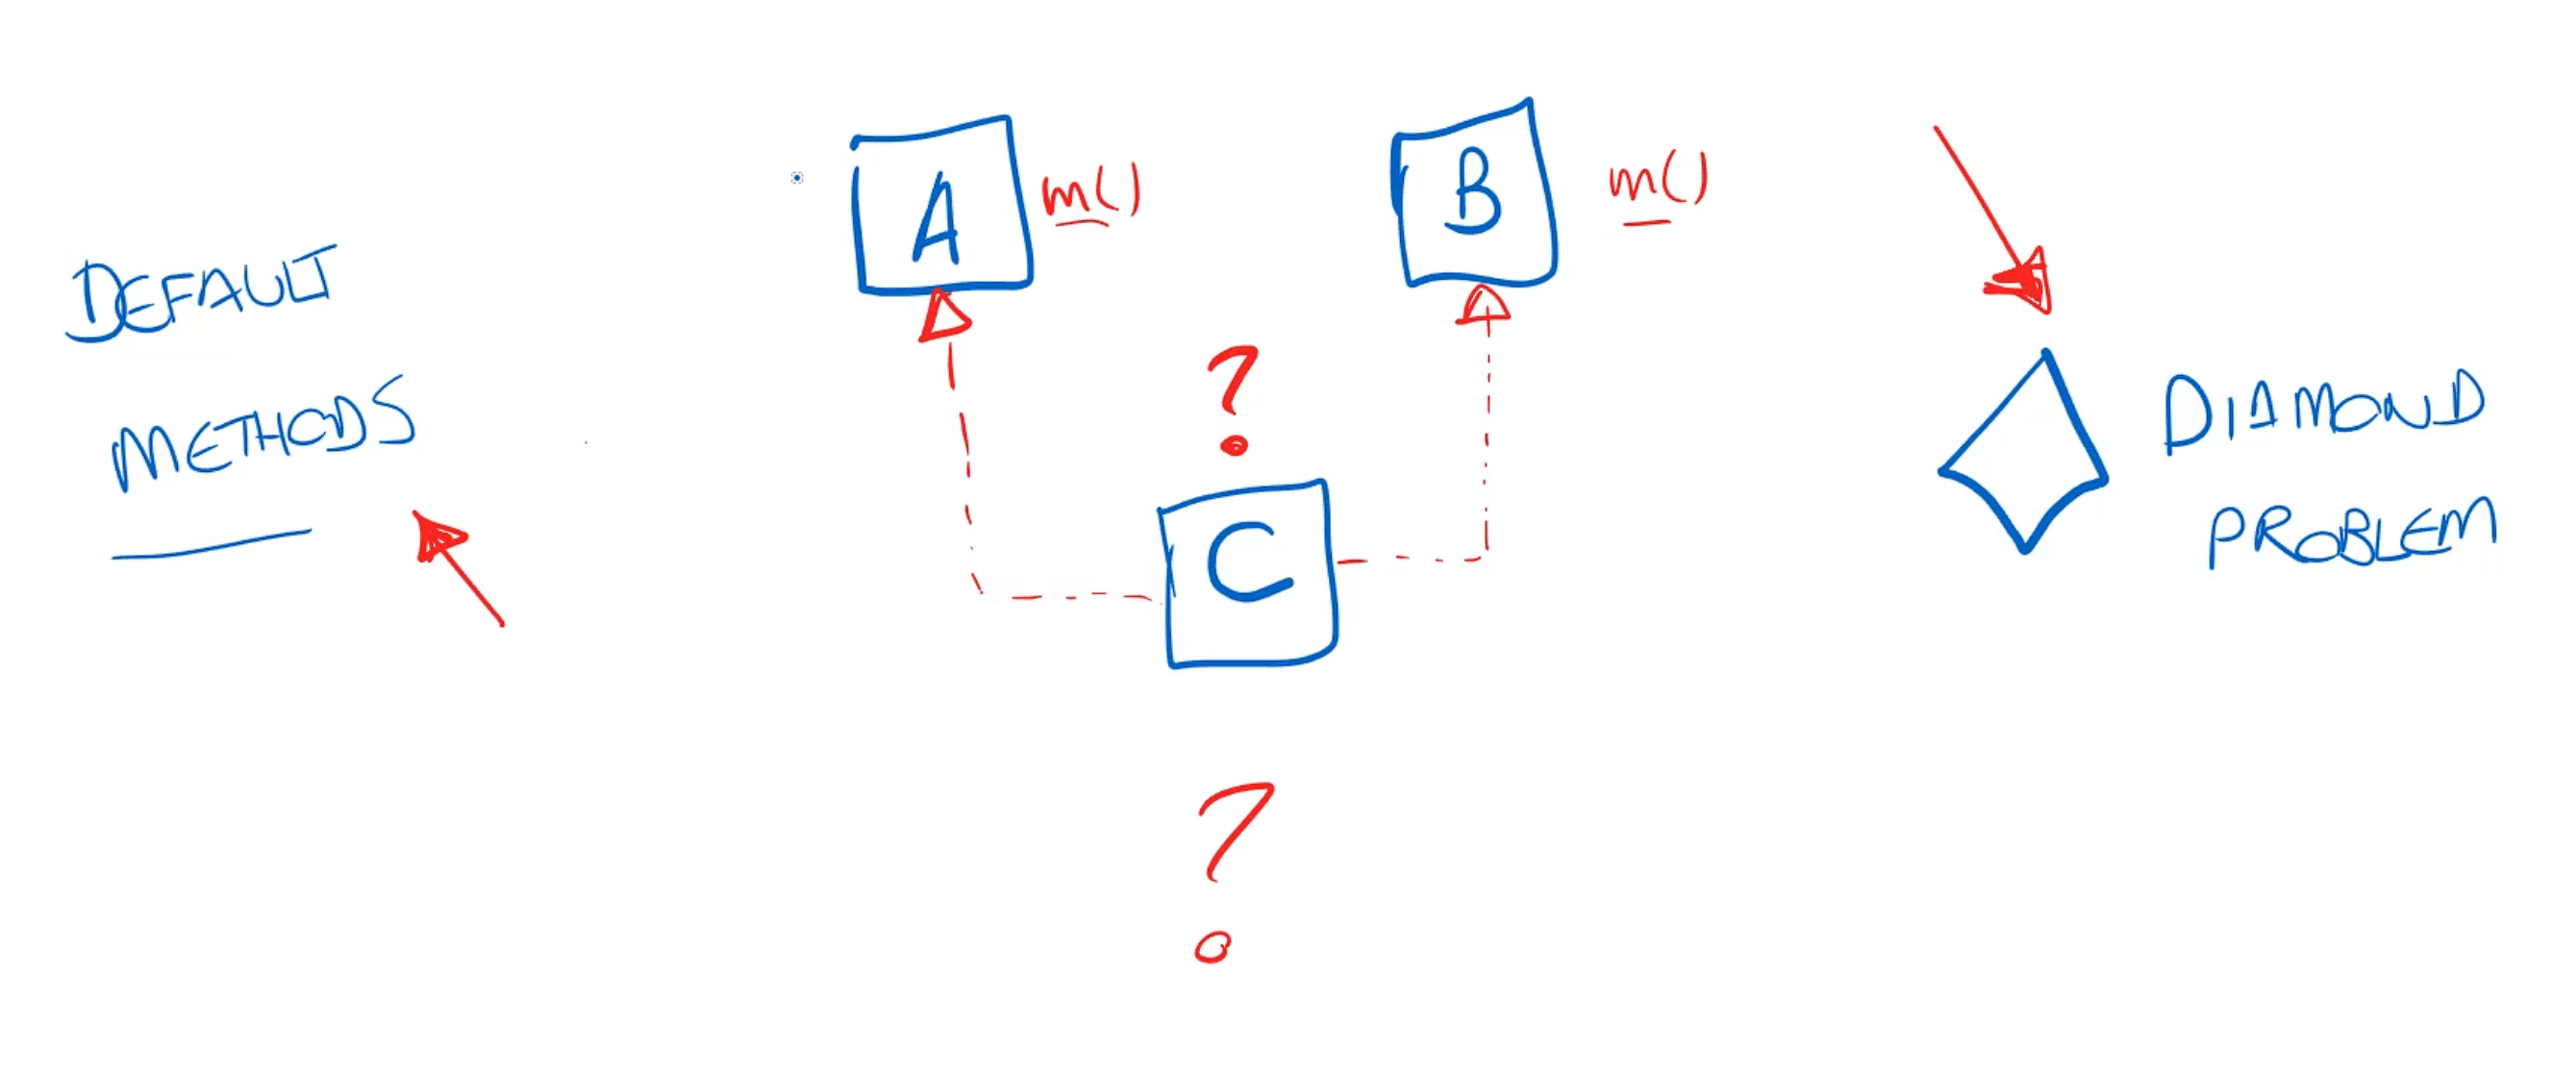 DEFAULT
METHODS
A
m()
B
m()
?
C
?
DIAMOND
PROBLEM